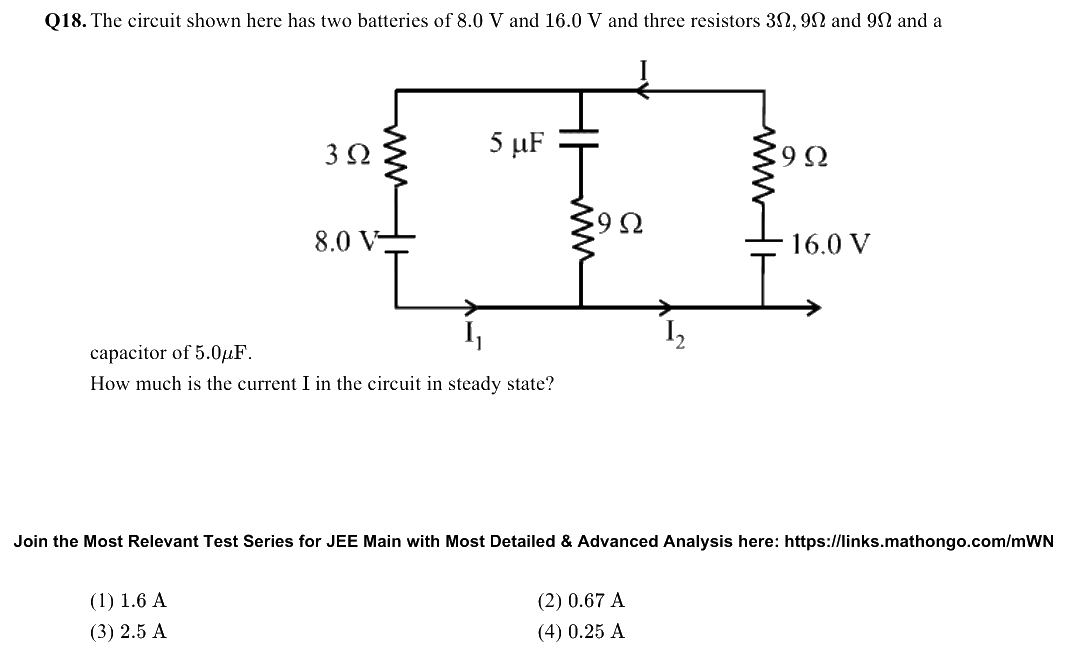 Q18. The circuit shown here has two batteries of 8.0 V and 16.0 V and three resistors 3Ω, 9Ω and 9Ω and a
I
3 Ω
5 μF
9 Ω
9 Ω
8.0 V
16.0 V
I₁
I₂
capacitor of 5.0μF.
How much is the current I in the circuit in steady state?
Join the Most Relevant Test Series for JEE Main with Most Detailed & Advanced Analysis here: https://links.mathongo.com/mWN
(1) 1.6 A
(2) 0.67 A
(3) 2.5 A
(4) 0.25 A